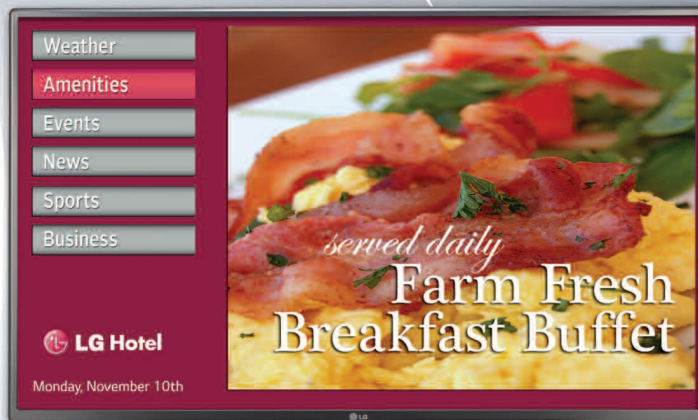 Weather
Amenities
Events
News
Sports
Business
LG Hotel
Monday, November 10th
served daily
Farm Fresh
Breakfast Buffet
LG